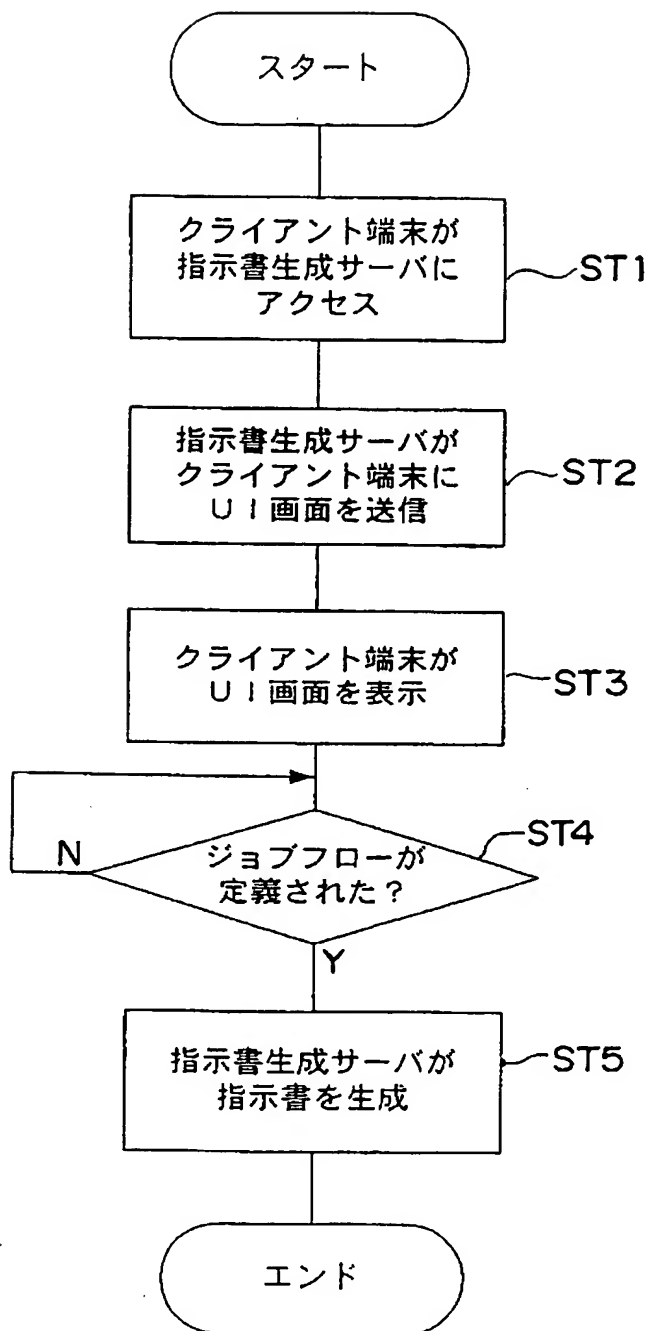 スタート
クライアント端末が
指示書生成サーバに
アクセス
ST1
指示書生成サーバが
クライアント端末に
UI画面を送信
ST2
クライアント端末が
UI画面を表示
ST3
ジョブフローが
定義された?
ST4
N
Y
指示書生成サーバが
指示書を生成
ST5
エンド